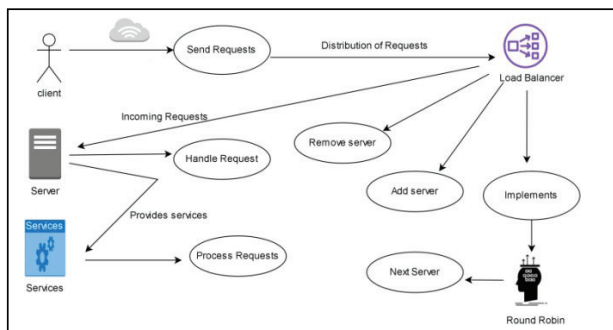 Send Requests
Distribution of Requests
client
Load Balancer
Incoming Requests
Remove server
Handle Request
Server
Add server
Implements
Provides services
Services
Process Requests
Next Server
Services
Round Robin